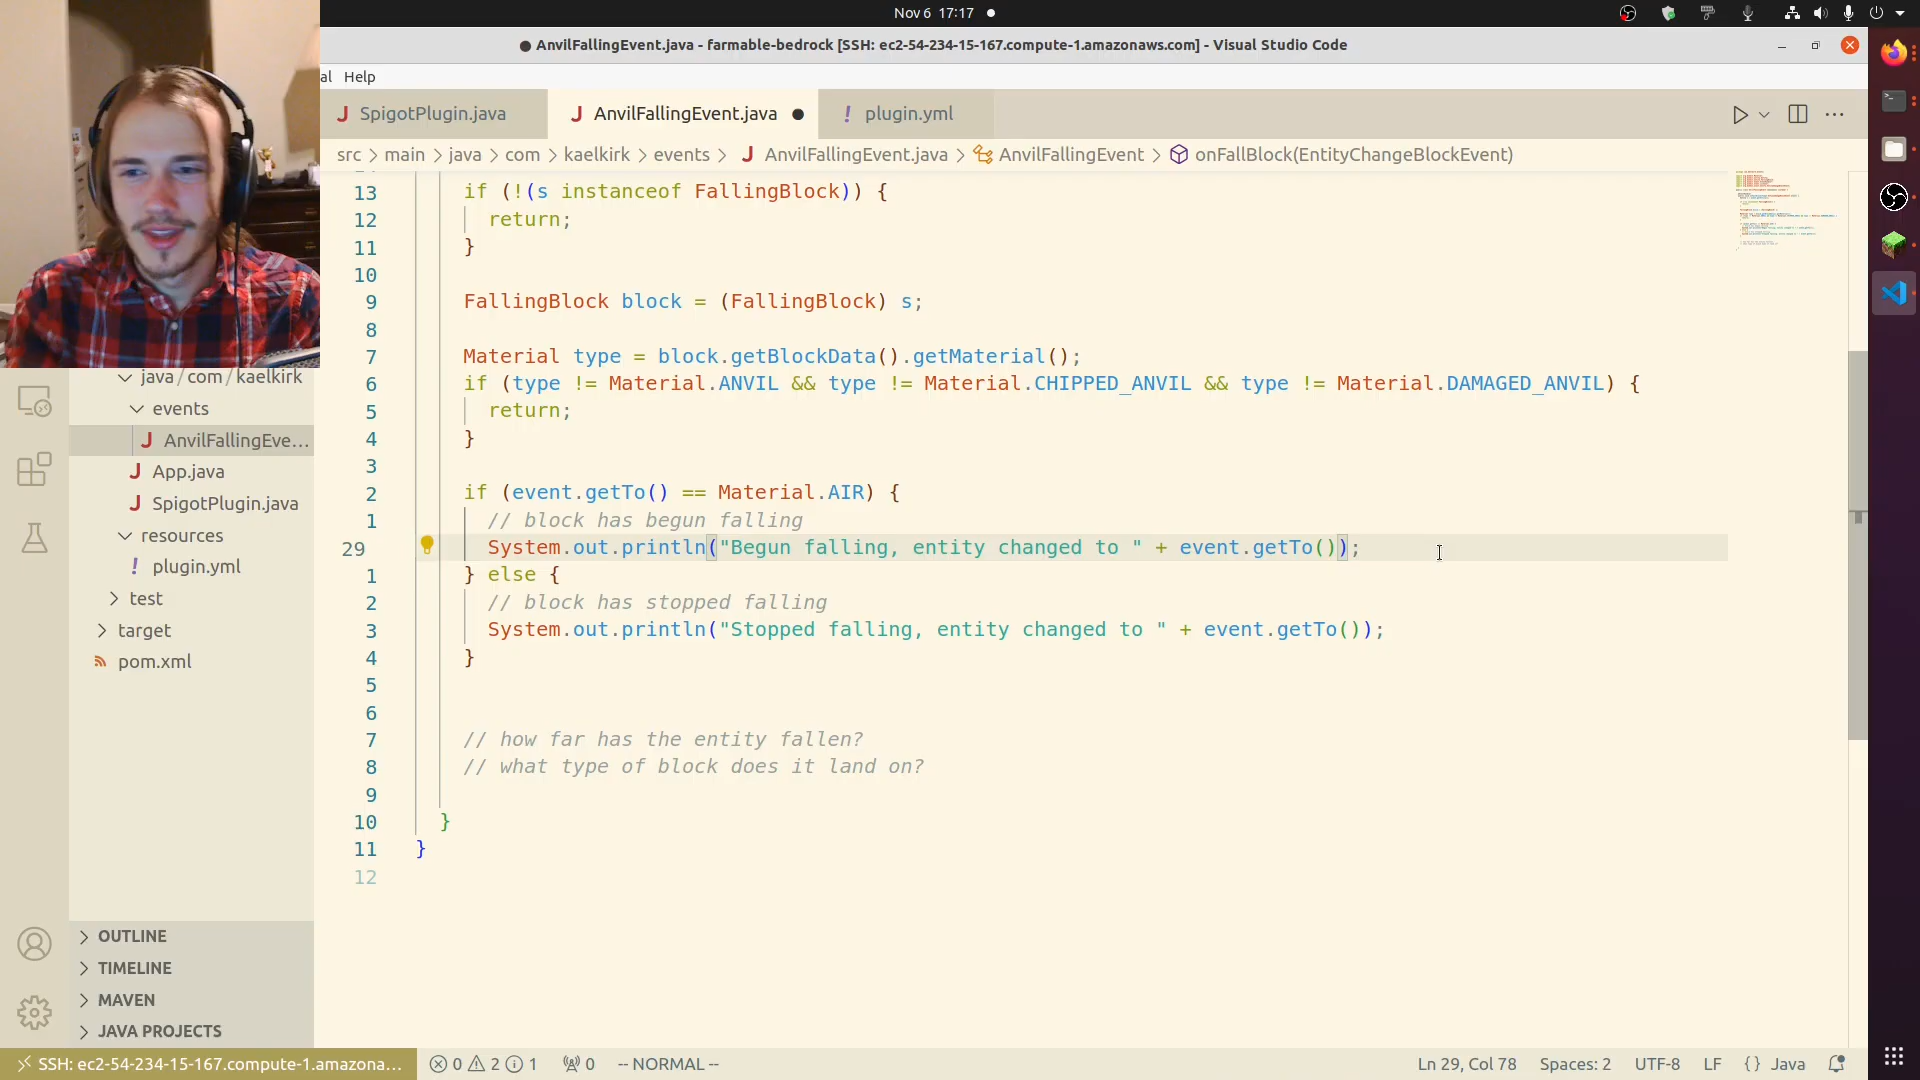 Nov 6 17:17
AnvilFallingEvent.java - farmable-bedrock [SSH: ec2-54-234-15-167.compute-1.amazonaws.com] - Visual Studio Code
al Help
SpigotPlugin.java
AnvilFallingEvent.java
plugin.yml
src > main > java > com > kaelkirk > events > AnvilFallingEvent.java > AnvilFallingEvent > onFallBlock(EntityChangeBlockEvent)
java / com / kaelkirk
events
AnvilFallingEve...
App.java
SpigotPlugin.java
resources
plugin.yml
test
target
pom.xml
OUTLINE
TIMELINE
MAVEN
JAVA PROJECTS
13 if (!(s instanceof FallingBlock)) {
12 return;
11 }
10
9 FallingBlock block = (FallingBlock) s;
8
7 Material type = block.getBlockData().getMaterial();
6 if (type != Material.ANVIL && type != Material.CHIPPED_ANVIL && type != Material.DAMAGED_ANVIL) {
5 return;
4 }
3
2 if (event.getTo() == Material.AIR) {
1 // block has begun falling
29 System.out.println("Begun falling, entity changed to " + event.getTo());
1 } else {
2 // block has stopped falling
3 System.out.println("Stopped falling, entity changed to " + event.getTo());
4 }
5
6
7 // how far has the entity fallen?
8 // what type of block does it land on?
9
10 }
11 }
12
SSH: ec2-54-234-15-167.compute-1.amazona... 0 2 1 0 -- NORMAL -- Ln 29, Col 78 Spaces: 2 UTF-8 LF {} Java